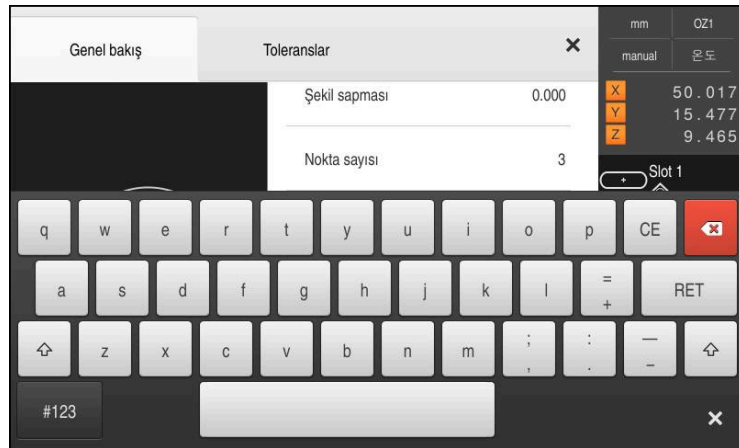 Genel bakış
Toleranslar
mm OZ1
manual 온도
Şekil sapması 0.000
Nokta sayısı 3
X 50.017
Y 15.477
Z 9.465
Slot 1
q w e r t y u i o p CE
a s d f g h j k l = + RET
z x c v b n m ; , : . — –
#123